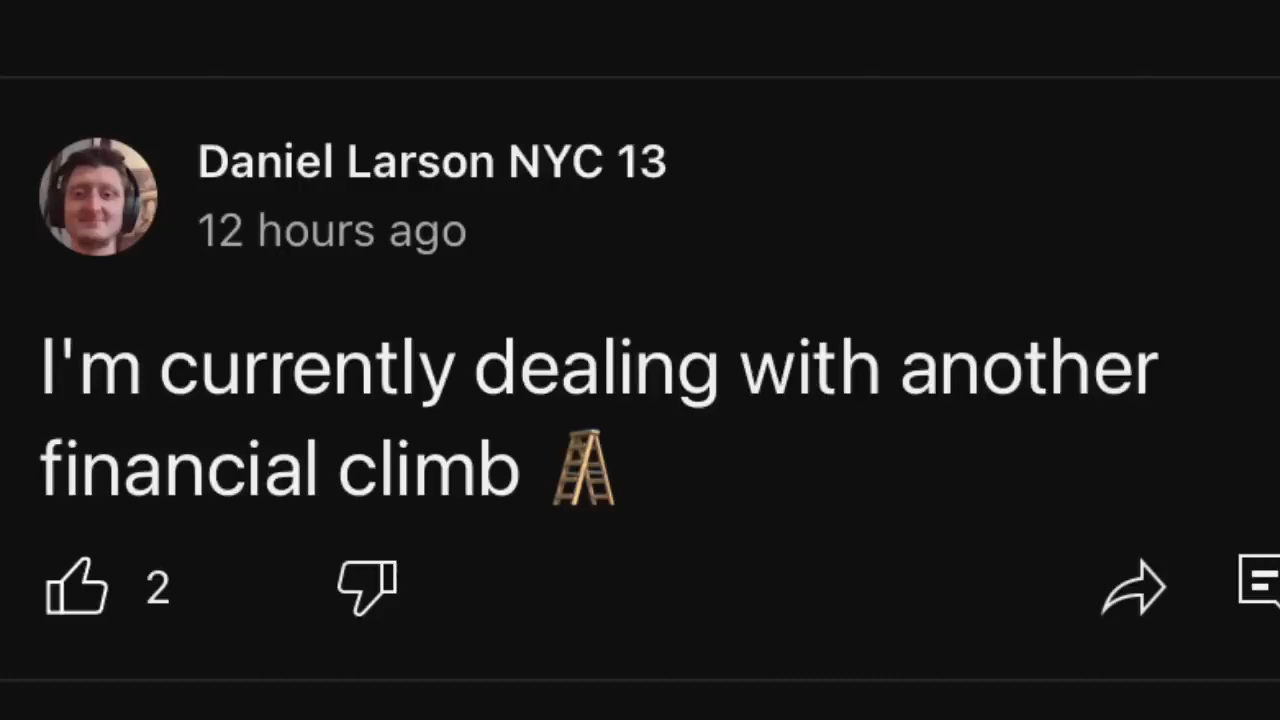 Daniel Larson NYC 13
12 hours ago
I'm currently dealing with another
financial climb 🪜
2